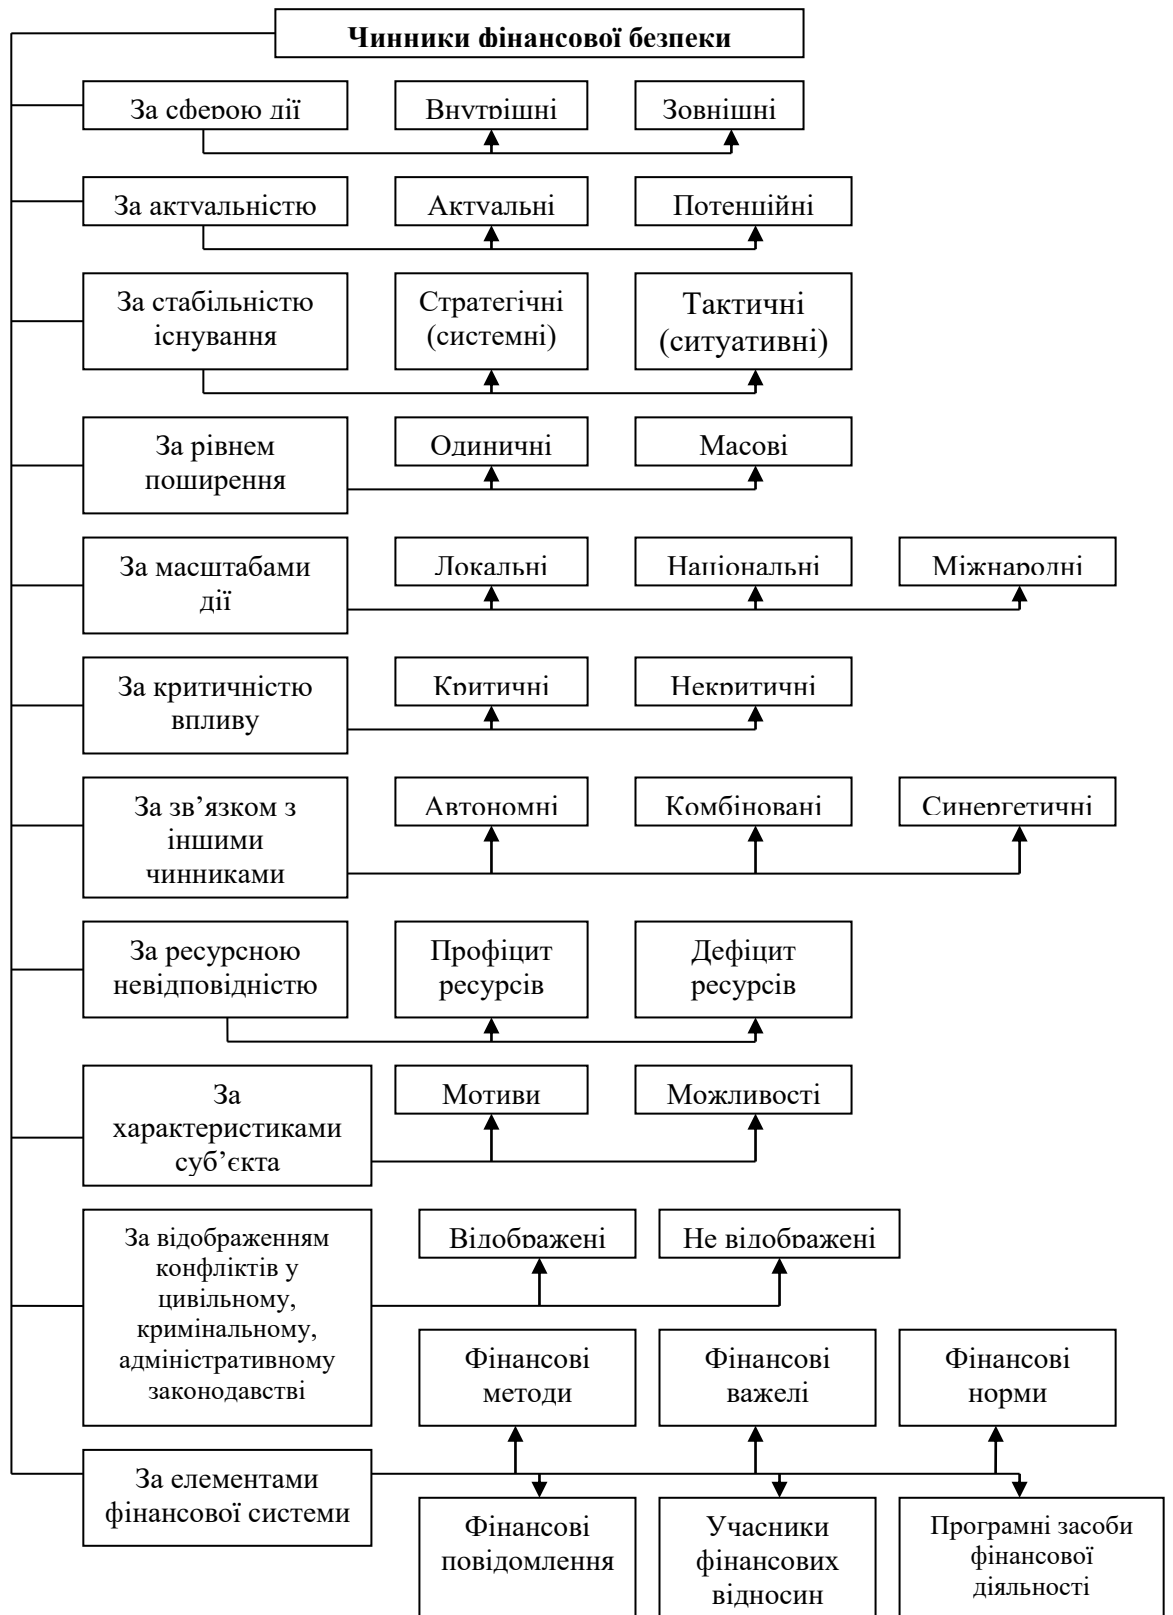 Чинники фінансової безпеки
За сферою дії
Внутрішні
Зовнішні
За актуальністю
Актуальні
Потенційні
За стабільністю
існування
Стратегічні
(системні)
Тактичні
(ситуативні)
За рівнем
поширення
Одиничні
Масові
За масштабами
дії
Локальні
Національні
Міжнародні
За критичністю
впливу
Критичні
Некритичні
За зв’язком з
іншими
чинниками
Автономні
Комбіновані
Синергетичні
За ресурсною
невідповідністю
Профіцит
ресурсів
Дефіцит
ресурсів
За
характеристиками
суб’єкта
Мотиви
Можливості
За відображенням
конфліктів у
цивільному,
кримінальному,
адміністративному
законодавстві
Відображені
Не відображені
Фінансові
методи
Фінансові
важелі
Фінансові
норми
За елементами
фінансової системи
Фінансові
повідомлення
Учасники
фінансових
відносин
Програмні засоби
фінансової
діяльності